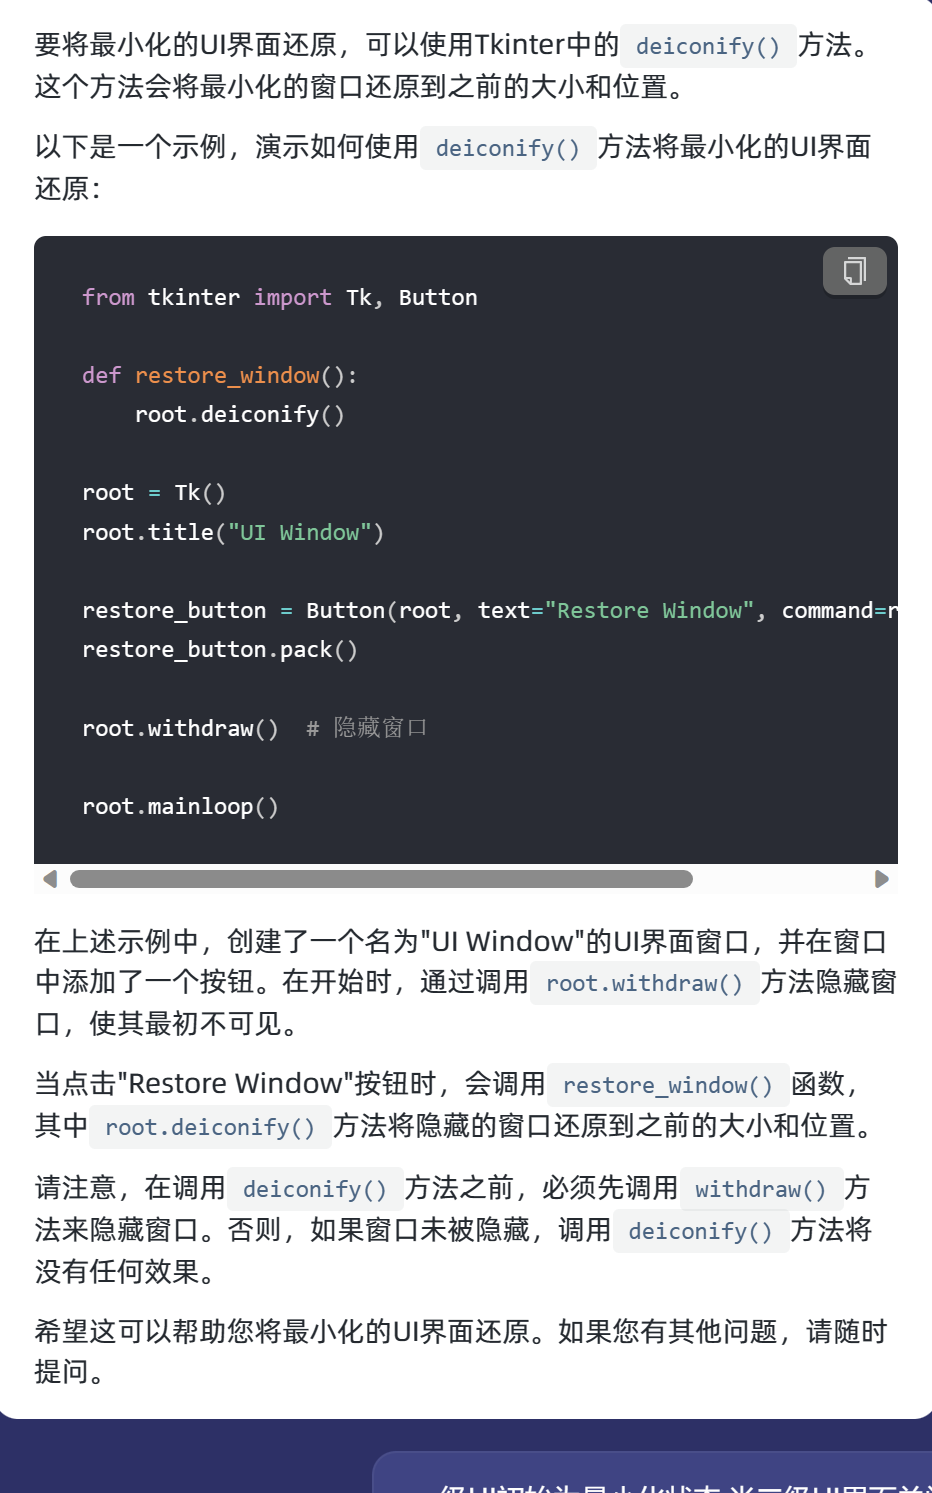 要将最小化的UI界面还原，可以使用Tkinter中的 deiconify() 方法。
这个方法会将最小化的窗口还原到之前的大小和位置。
以下是一个示例，演示如何使用 deiconify() 方法将最小化的UI界面
还原：
from tkinter import Tk, Button
def restore_window():
    root.deiconify()
root = Tk()
root.title("UI Window")
restore_button = Button(root, text="Restore Window", command=r
restore_button.pack()
root.withdraw()  # 隐藏窗口
root.mainloop()
在上述示例中，创建了一个名为"UI Window"的UI界面窗口，并在窗口
中添加了一个按钮。在开始时，通过调用 root.withdraw() 方法隐藏窗
口，使其最初不可见。
当点击"Restore Window"按钮时，会调用 restore_window() 函数，
其中 root.deiconify() 方法将隐藏的窗口还原到之前的大小和位置。
请注意，在调用 deiconify() 方法之前，必须先调用 withdraw() 方
法来隐藏窗口。否则，如果窗口未被隐藏，调用 deiconify() 方法将
没有任何效果。
希望这可以帮助您将最小化的UI界面还原。如果您有其他问题，请随时
提问。